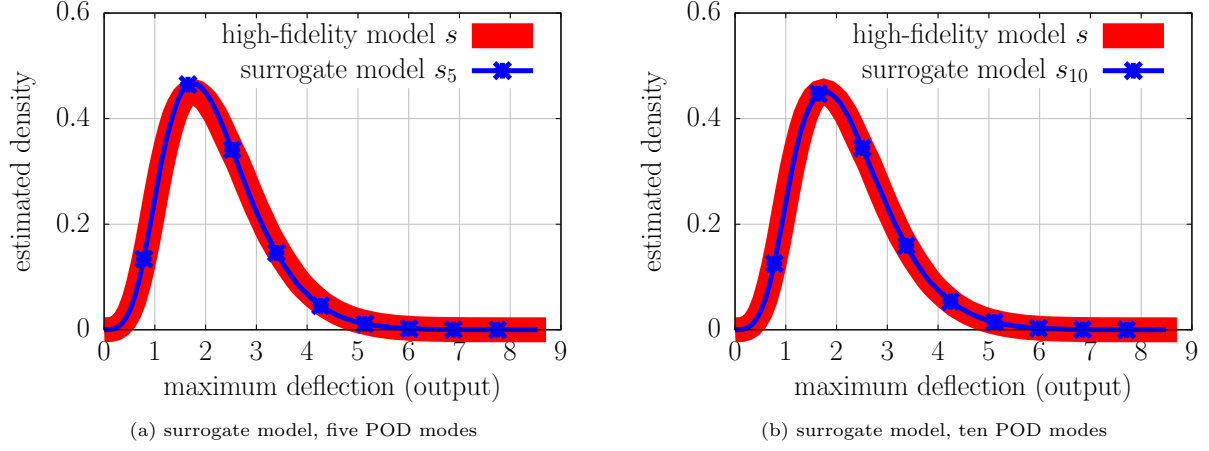 0.6
high-fidelity model s
surrogate model s5
0.4
0.2
0
estimated density
0 1 2 3 4 5 6 7 8 9
maximum deflection (output)
(a) surrogate model, five POD modes
0.6
high-fidelity model s
surrogate model s10
0.4
0.2
0
estimated density
0 1 2 3 4 5 6 7 8 9
maximum deflection (output)
(b) surrogate model, ten POD modes